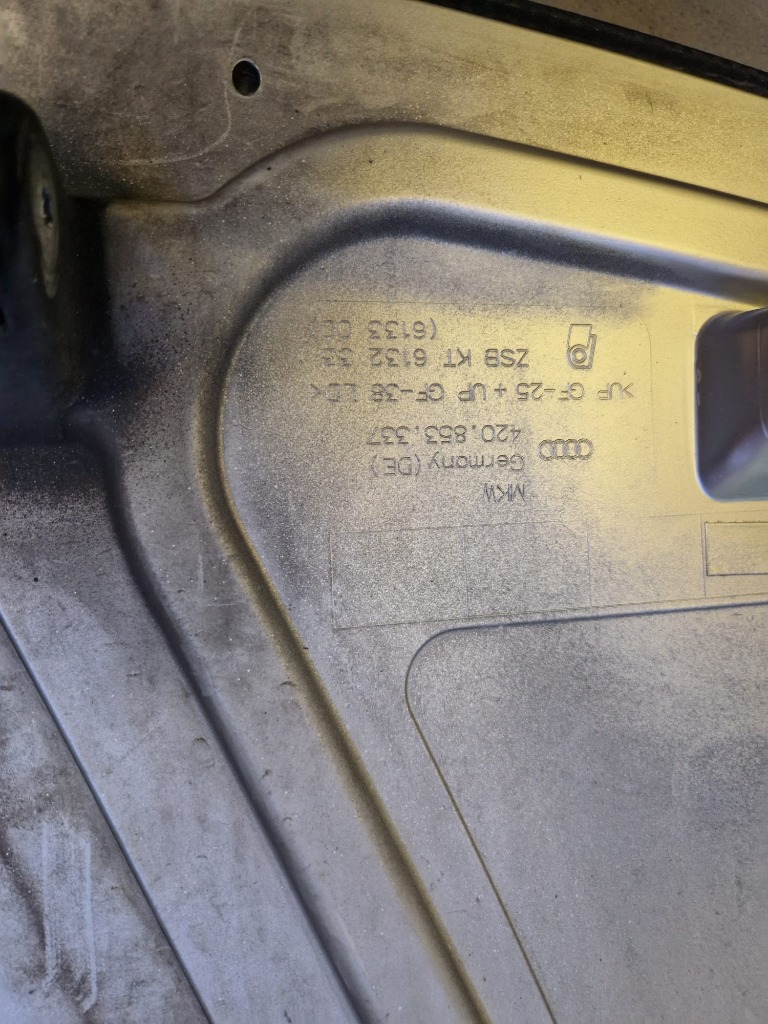 MKW
Germany (DE)
420.853.337
>UP GF-25 + UP GF-38 LD<
ZSB KT 6132 33
(6133 DE)